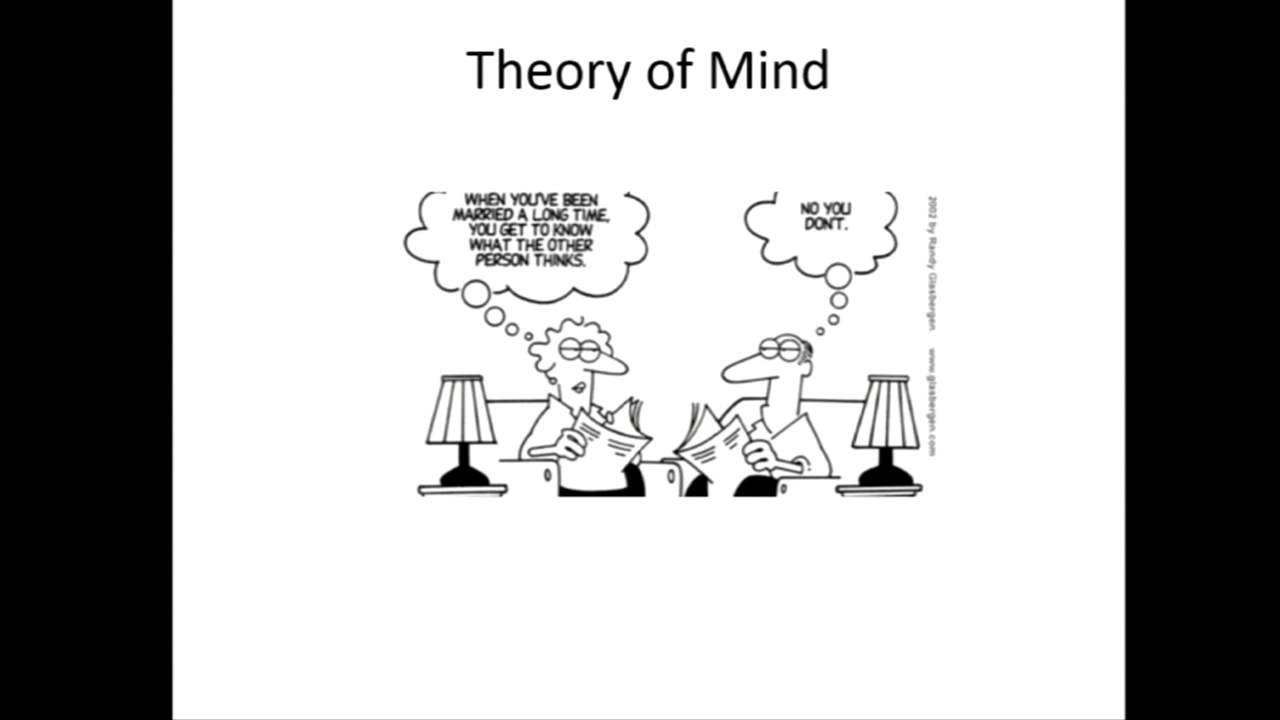 Theory of Mind
WHEN YOU'VE BEEN
MARRIED A LONG TIME,
YOU GET TO KNOW
WHAT THE OTHER
PERSON THINKS.
NO YOU
DON'T.
2002 by Randy Glasbergen. www.glasbergen.com